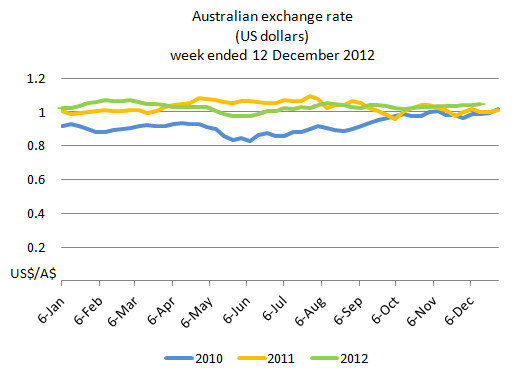 Australian exchange rate
(US dollars)
week ended 12 December 2012
1.2
1
0.8
0.6
0.4
0.2
US$/A$
6-Jan 6-Feb 6-Mar 6-Apr 6-May 6-Jun 6-Jul 6-Aug 6-Sep 6-Oct 6-Nov 6-Dec
2010 2011 2012